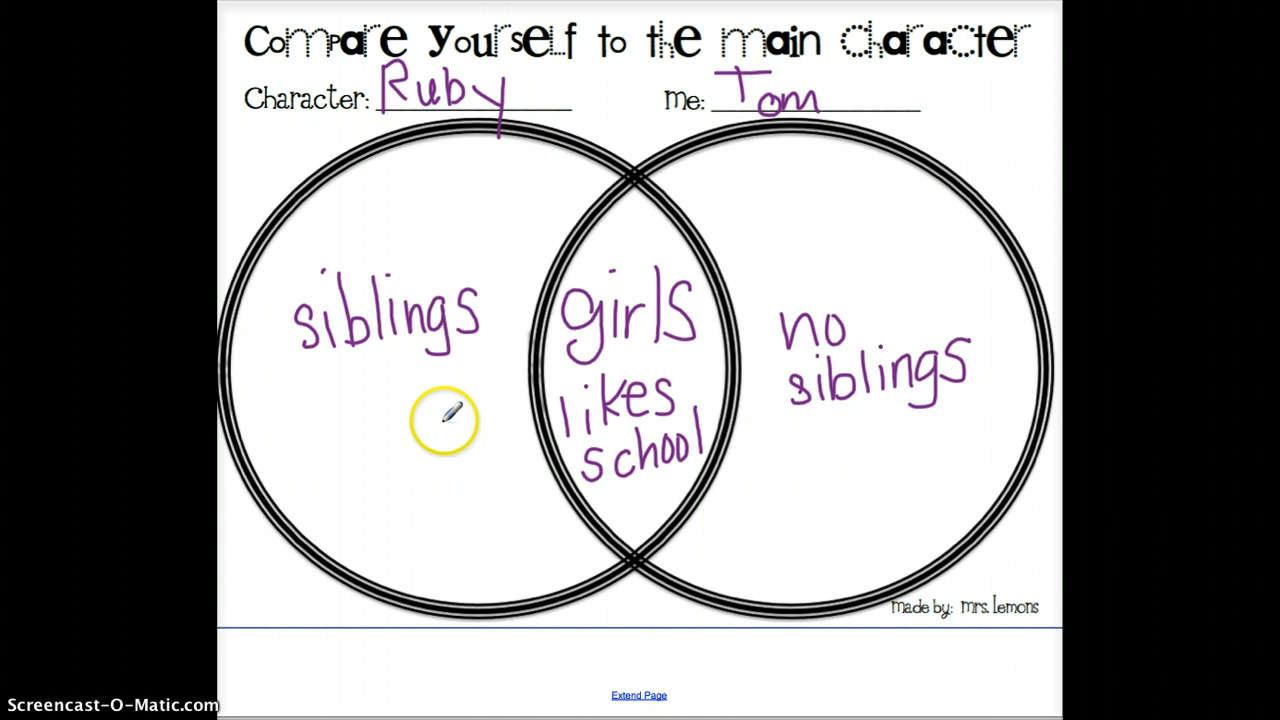 Compare yourself to the main character
Character: Ruby
me: Tom
siblings
girls
likes
school
no
siblings
made by: mrs. lemons
Extend Page
Screencast-O-Matic.com